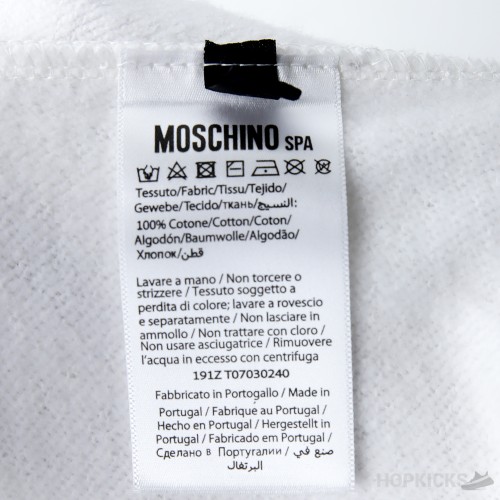 MOSCHINO SPA
Tessuto/Fabric/Tissu/Tejido/
Gewebe/Tecido/ткань/النسيج:
100% Cotone/Cotton/Coton/
Algodón/Baumwolle/Algodão/
Хлопок/قطن
Lavare a mano / Non torcere o
strizzere / Tessuto soggetto a
perdita di colore; lavare a rovescio
e separatamente / Non lasciare in
ammollo / Non trattare con cloro /
Non usare asciugatrice / Rimuovere
l'acqua in eccesso con centrifuga
191Z T07030240
Fabbricato in Portogallo / Made in
Portugal / Fabriqué au Portugal /
Hecho en Portugal / Hergestellt in
Portugal / Fabricado em Portugal /
Сделано в Португалии / صنع في
البرتغال
HOPKICKS